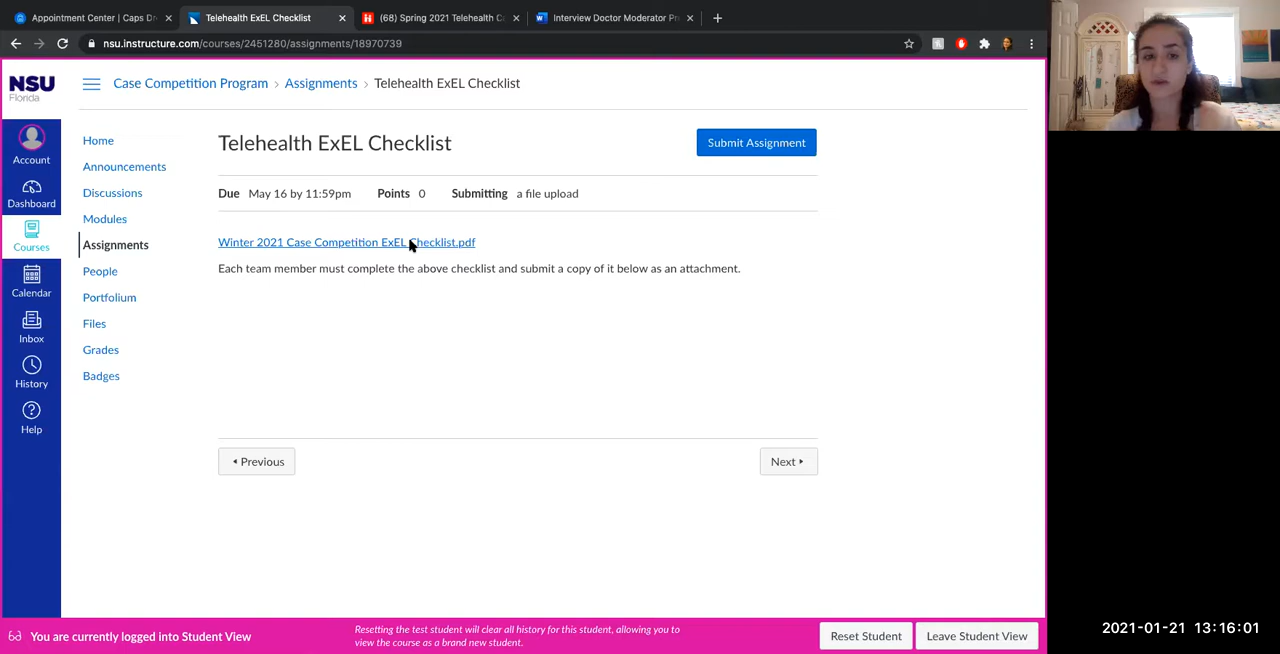 Appointment Center | Caps D
Telehealth ExEL Checklist
(68) Spring 2021 Telehealth C
Interview Doctor Moderator Pr
nsu.instructure.com/courses/2451280/assignments/18970739
NSU
Florida
Case Competition Program › Assignments › Telehealth ExEL Checklist
Account
Dashboard
Courses
Calendar
Inbox
History
Help
Home
Announcements
Discussions
Modules
Assignments
People
Portfolium
Files
Grades
Badges
Telehealth ExEL Checklist
Submit Assignment
Due May 16 by 11:59pm Points 0 Submitting a file upload
Winter 2021 Case Competition ExEL Checklist.pdf
Each team member must complete the above checklist and submit a copy of it below as an attachment.
Previous
Next
You are currently logged into Student View
Resetting the test student will clear all history for this student, allowing you to
view the course as a brand new student.
Reset Student
Leave Student View
2021-01-21 13:16:01